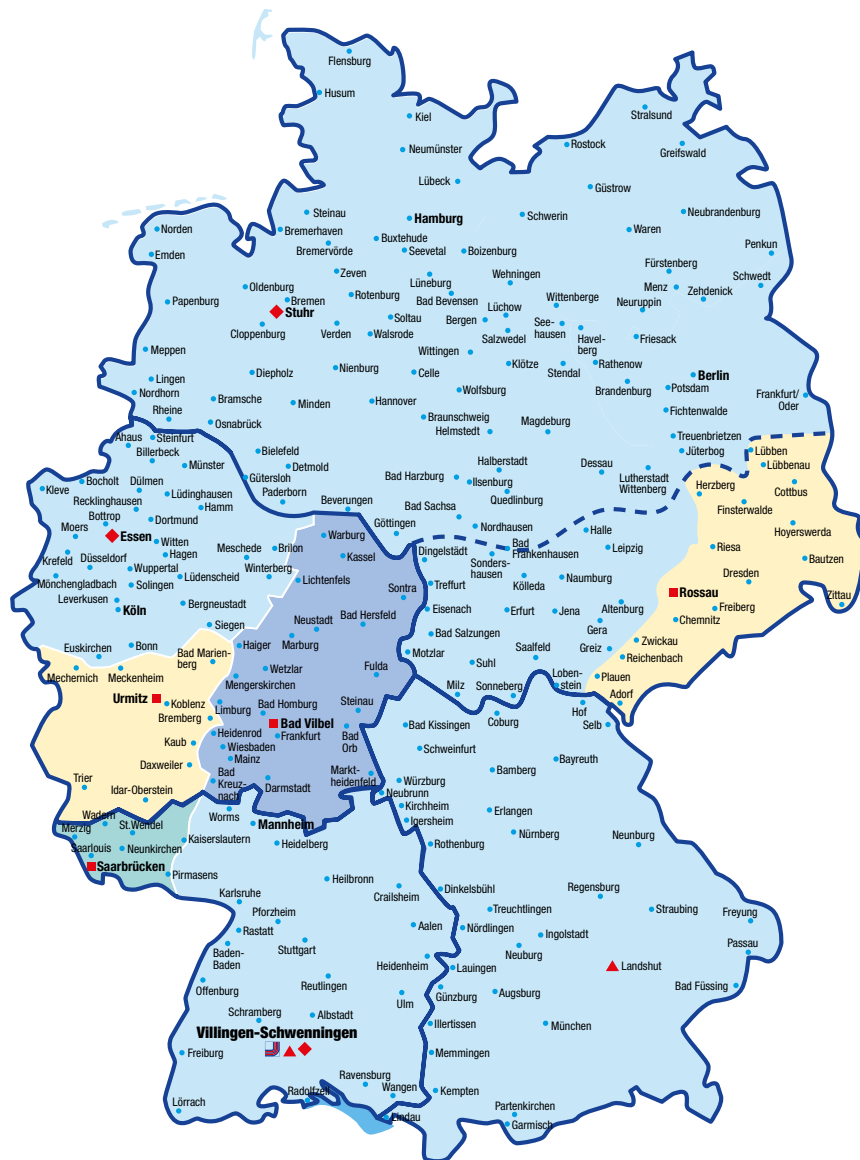 Flensburg
Husum
Kiel
Stralsund
Rostock
Neumünster
Greifswald
Lübeck
Güstrow
Steinau
Hamburg
Schwerin
Neubrandenburg
Norden
Bremerhaven
Waren
Buxtehude
Bremervörde
Seevetal
Boizenburg
Penkun
Emden
Fürstenberg
Zeven
Lüneburg
Wehningen
Schwedt
Oldenburg
Menz
Zehdenick
Rotenburg
Bad Bevensen
Papenburg
Bremen
Wittenberge
Neuruppin
Stuhr
Lüchow
Soltau
Bergen
See-
hausen
Cloppenburg
Verden
Walsrode
Salzwedel
Havel-
berg
Friesack
Meppen
Wittingen
Klötze
Stendal
Rathenow
Berlin
Nienburg
Diepholz
Celle
Lingen
Brandenburg
Potsdam
Nordhorn
Wolfsburg
Frankfurt/
Oder
Bramsche
Minden
Hannover
Fichtenwalde
Rheine
Osnabrück
Braunschweig
Magdeburg
Helmstedt
Treuenbrietzen
Ahaus
Steinfurt
Jüterbog
Lübben
Billerbeck
Bielefeld
Münster
Detmold
Halberstadt
Lübbenau
Dessau
Lutherstadt
Wittenberg
Gütersloh
Bad Harzburg
Ilsenburg
Kleve
Bocholt
Dülmen
Lüdinghausen
Quedlinburg
Herzberg
Cottbus
Recklinghausen
Paderborn
Beverungen
Finsterwalde
Hamm
Bad Sachsa
Bottrop
Dortmund
Moers
Nordhausen
Hoyerswerda
Göttingen
Halle
Essen
Warburg
Witten
Bad
Frankenhausen
Leipzig
Riesa
Meschede
Brilon
Kassel
Dingelstädt
Sonders-
hausen
Bautzen
Krefeld
Düsseldorf
Hagen
Wuppertal
Lüdenscheid
Winterberg
Lichtenfels
Treffurt
Kölleda
Naumburg
Dresden
Mönchengladbach
Solingen
Sontra
Rossau
Zittau
Leverkusen
Bergneustadt
Köln
Eisenach
Erfurt
Jena
Altenburg
Freiberg
Bad Hersfeld
Chemnitz
Siegen
Neustadt
Gera
Bad Salzungen
Marburg
Zwickau
Euskirchen
Bonn
Haiger
Saalfeld
Greiz
Bad Marien-
berg
Motzlar
Suhl
Reichenbach
Mechernich
Meckenheim
Wetzlar
Fulda
Loben-
stein
Plauen
Mengerskirchen
Milz
Sonneberg
Adorf
Urmitz
Koblenz
Limburg
Bad Homburg
Steinau
Hof
Bremberg
Bad Vilbel
Coburg
Selb
Bad Kissingen
Heidenrod
Frankfurt
Bad
Orb
Kaub
Wiesbaden
Schweinfurt
Mainz
Bayreuth
Daxweiler
Bad
Kreuz-
nach
Markt-
heidenfeld
Bamberg
Trier
Darmstadt
Würzburg
Idar-Oberstein
Neubrunn
Kirchheim
Erlangen
Worms
Wadern
Igersheim
Merzig
St.Wendel
Mannheim
Nürnberg
Kaiserslautern
Heidelberg
Rothenburg
Neunburg
Saarlouis
Neunkirchen
Saarbrücken
Pirmasens
Heilbronn
Dinkelsbühl
Regensburg
Karlsruhe
Crailsheim
Treuchtlingen
Straubing
Freyung
Pforzheim
Aalen
Nördlingen
Rastatt
Ingolstadt
Stuttgart
Passau
Baden-
Baden
Neuburg
Heidenheim
Lauingen
Landshut
Offenburg
Reutlingen
Bad Füssing
Ulm
Günzburg
Augsburg
Schramberg
Albstadt
Illertissen
München
Villingen-Schwenningen
Freiburg
Memmingen
Ravensburg
Radolfzell
Wangen
Kempten
Lörrach
Partenkirchen
Lindau
Garmisch